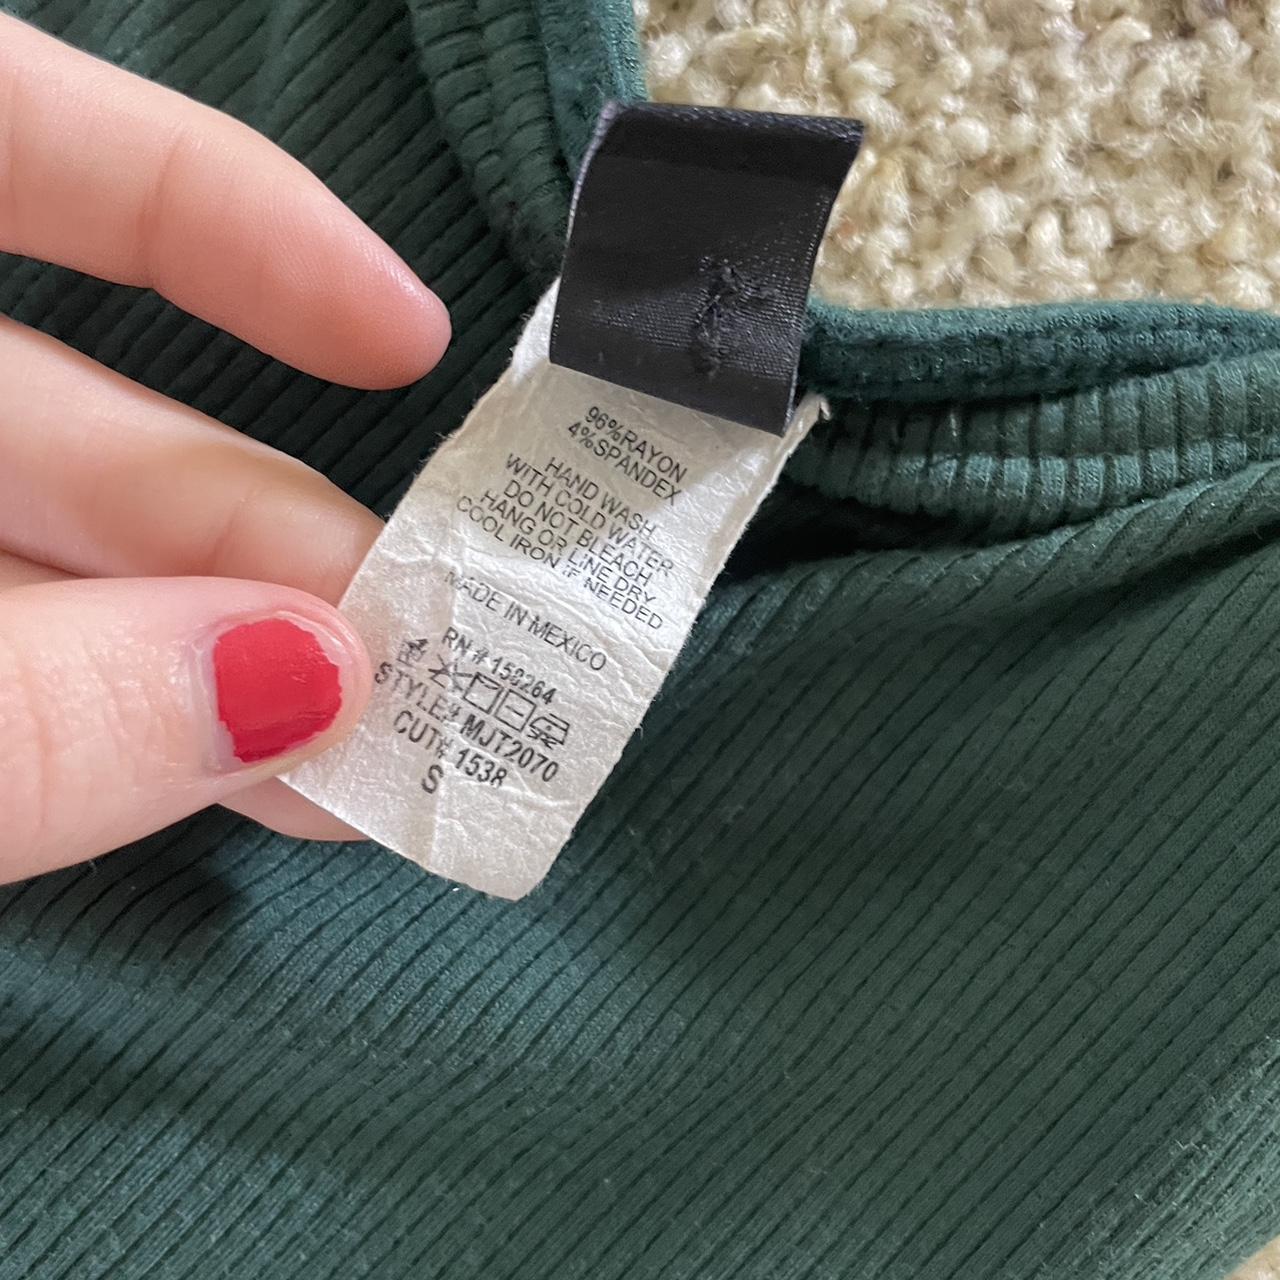 96%RAYON
4%SPANDEX
HAND WASH
WITH COLD WATER
DO NOT BLEACH
HANG OR LINE DRY
COOL IRON IF NEEDED
MADE IN MEXICO
RN # 159264
STYLE# MJT2070
CUT# 1538
S